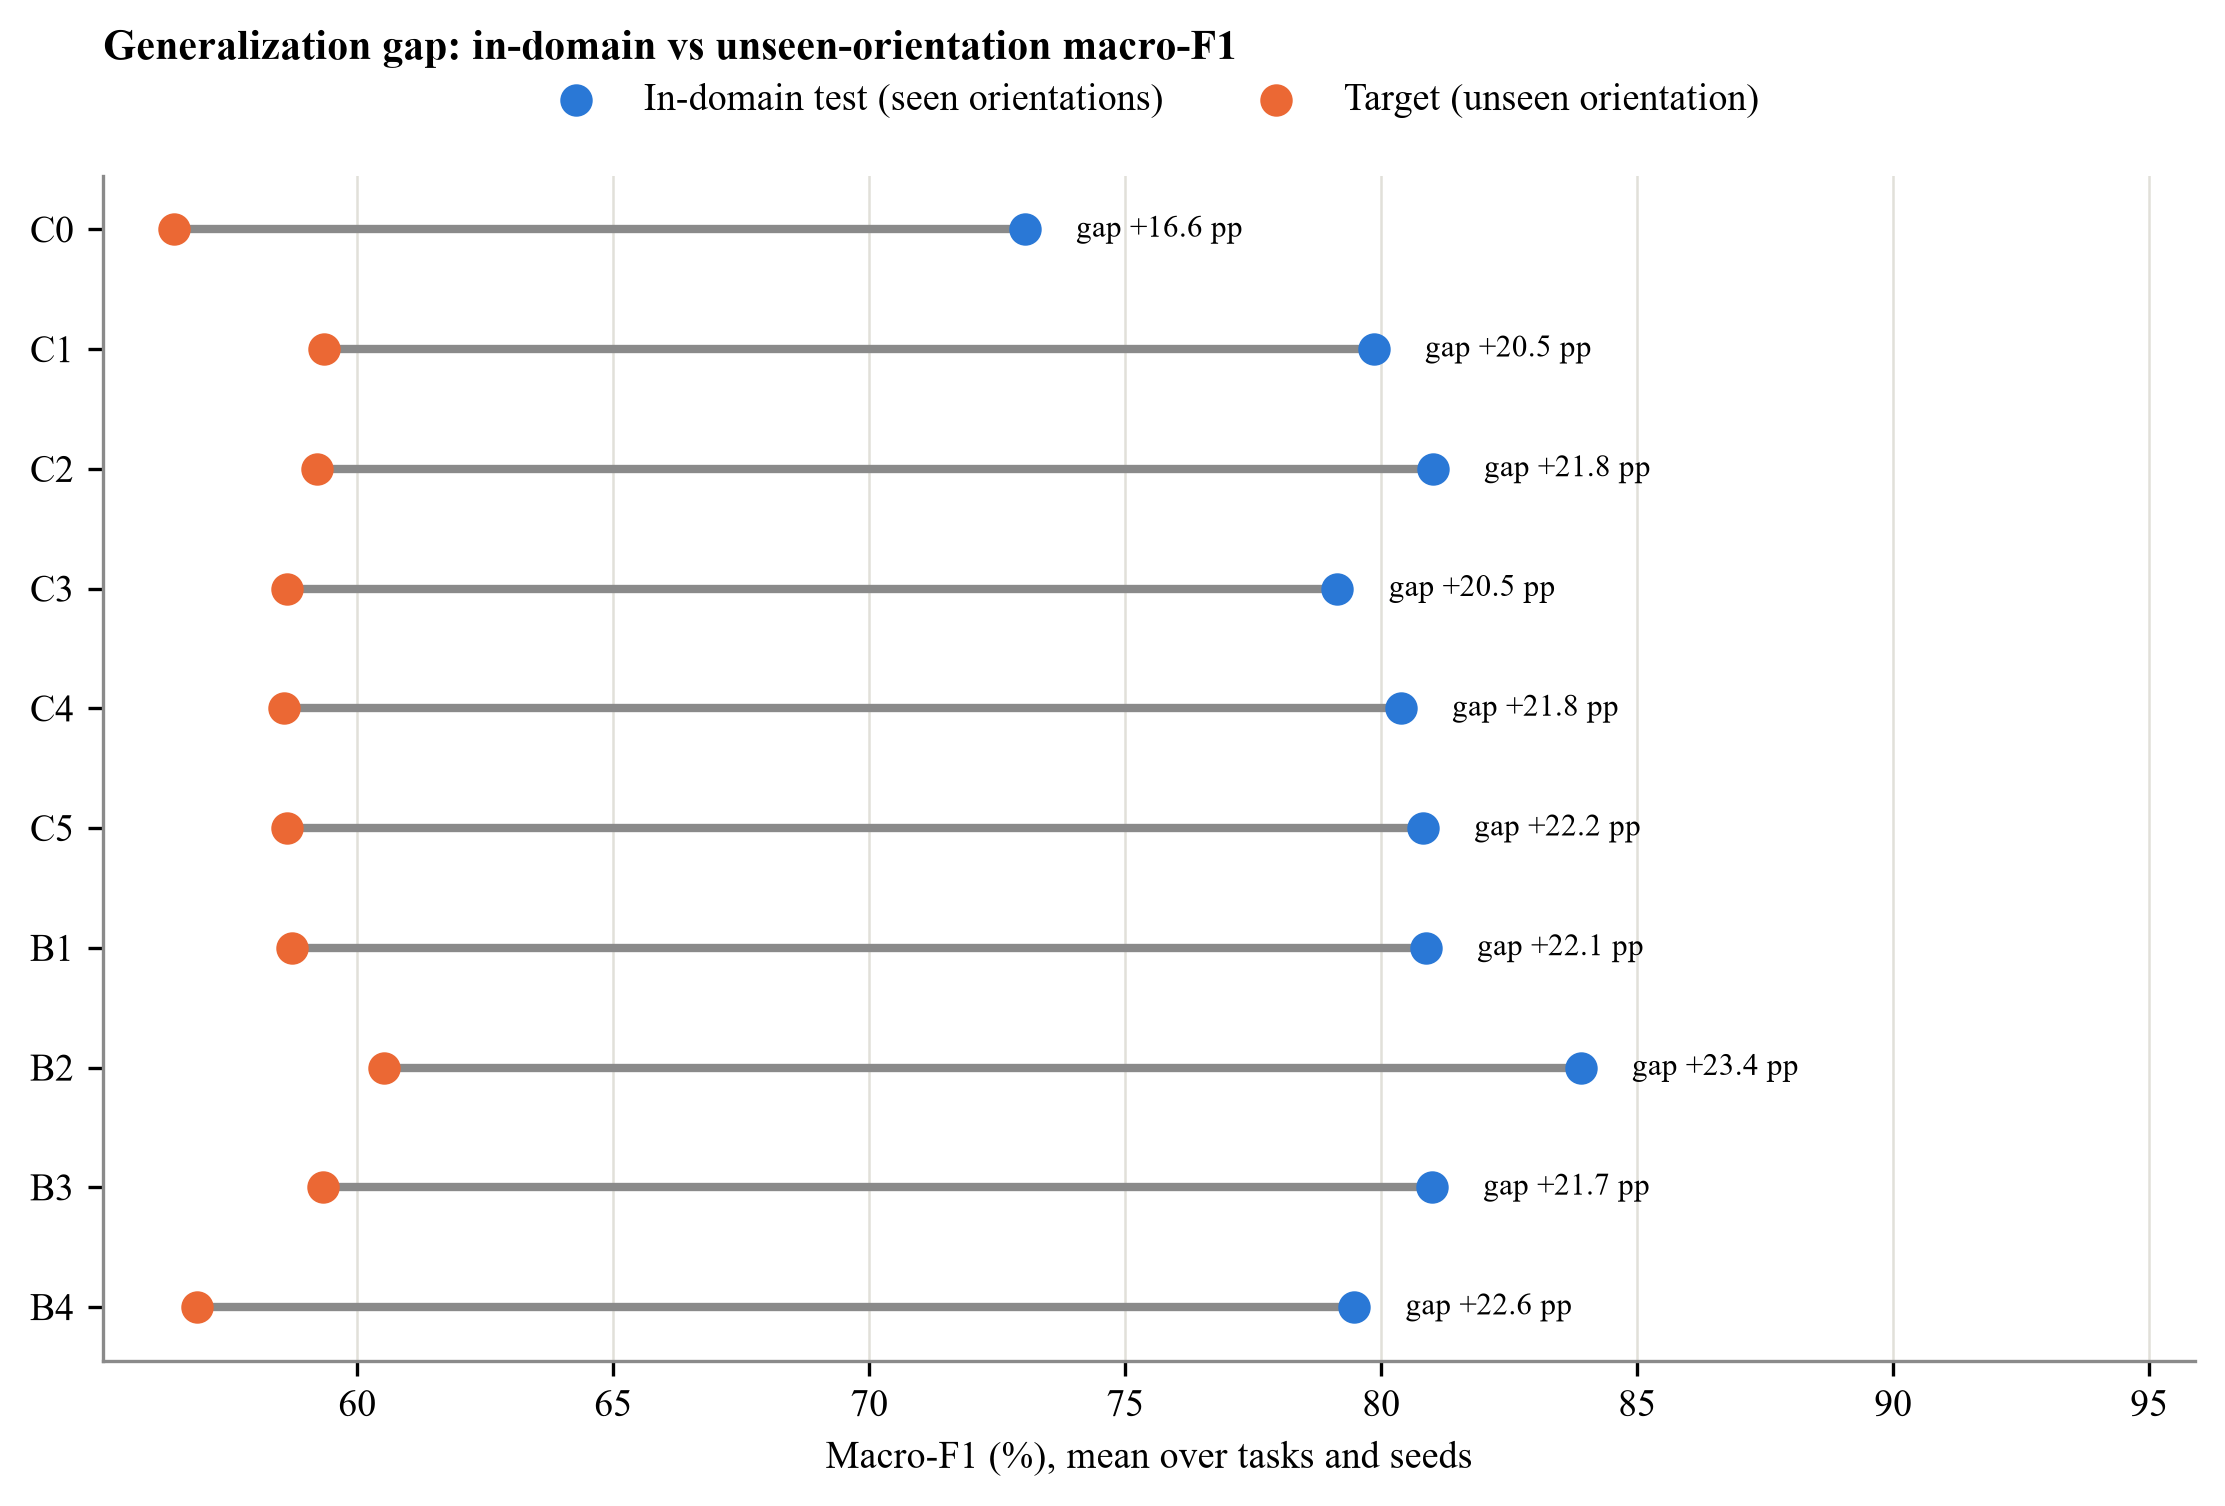 Generalization gap: in-domain vs unseen-orientation macro-F1
In-domain test (seen orientations) Target (unseen orientation)
C0 gap +16.6 pp
C1 gap +20.5 pp
C2 gap +21.8 pp
C3 gap +20.5 pp
C4 gap +21.8 pp
C5 gap +22.2 pp
B1 gap +22.1 pp
B2 gap +23.4 pp
B3 gap +21.7 pp
B4 gap +22.6 pp
60 65 70 75 80 85 90 95
Macro-F1 (%), mean over tasks and seeds